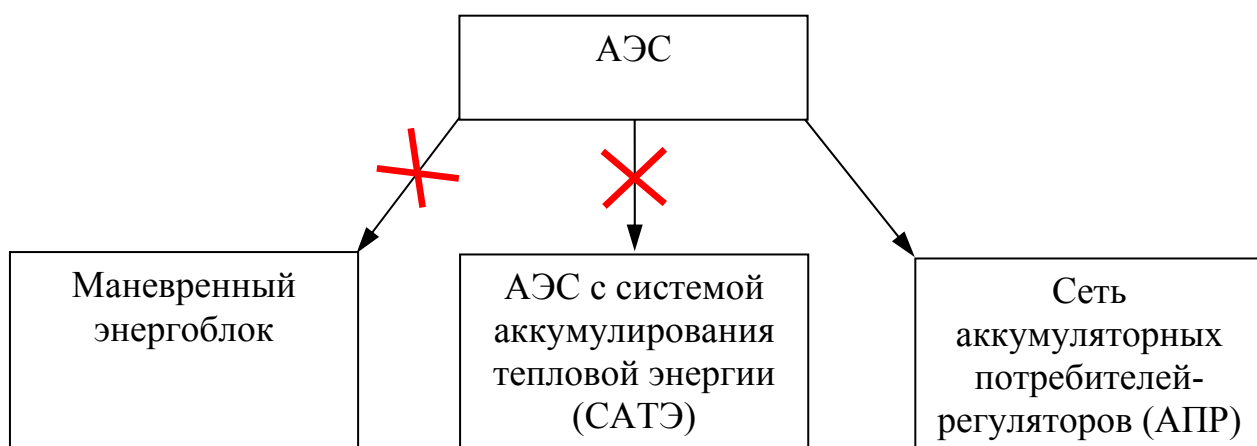 АЭС
Маневренный
энергоблок
АЭС с системой
аккумулирования
тепловой энергии
(САТЭ)
Сеть
аккумуляторных
потребителей-
регуляторов (АПР)